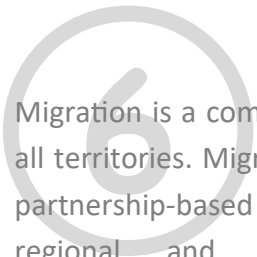 6
Migration is a com
all territories. Migr
partnership-based
regional and